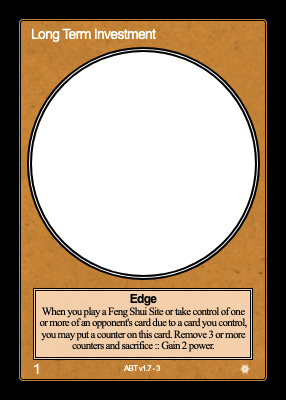 Long Term Investment
Edge
When you play a Feng Shui Site or take control of one
or more of an opponent's card due to a card you control,
you may put a counter on this card. Remove 3 or more
counters and sacrifice :: Gain 2 power.
1
ABT v1.7 - 3